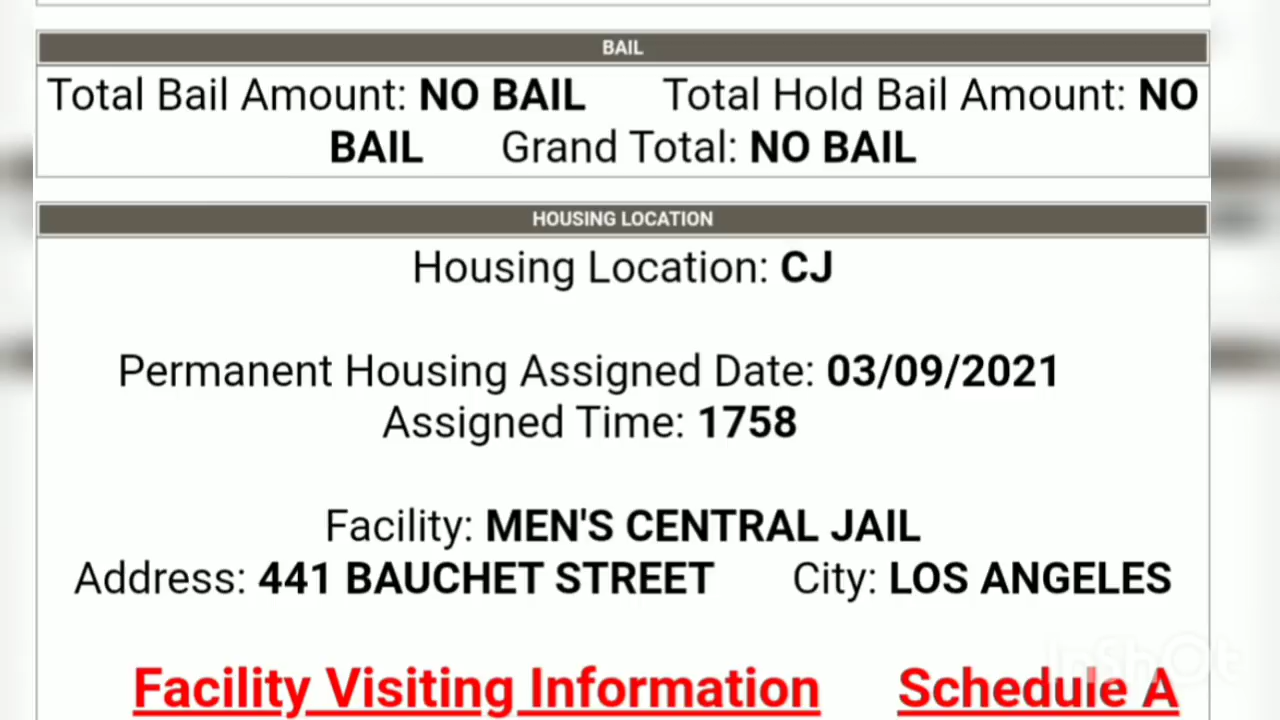 BAIL
Total Bail Amount: NO BAIL Total Hold Bail Amount: NO
BAIL Grand Total: NO BAIL
HOUSING LOCATION
Housing Location: CJ
Permanent Housing Assigned Date: 03/09/2021
Assigned Time: 1758
Facility: MEN'S CENTRAL JAIL
Address: 441 BAUCHET STREET City: LOS ANGELES
Facility Visiting Information Schedule A
InShOt